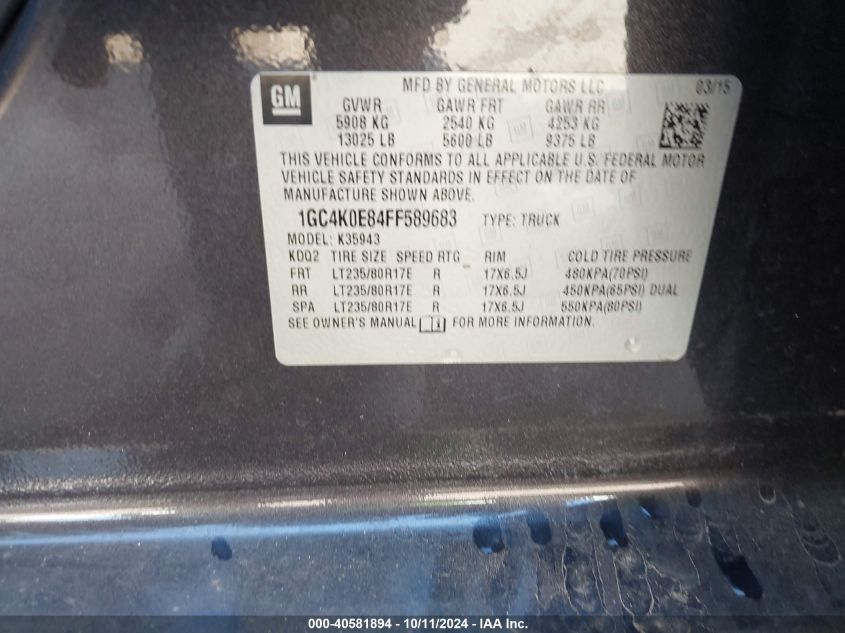 GM
MFD BY GENERAL MOTORS LLC 03/15
GVWR GAWR FRT GAWR RR
5908 KG 2540 KG 4253 KG
13025 LB 5600 LB 9375 LB
THIS VEHICLE CONFORMS TO ALL APPLICABLE U.S. FEDERAL MOTOR
VEHICLE SAFETY STANDARDS IN EFFECT ON THE DATE OF
MANUFACTURE SHOWN ABOVE.
1GC4K0E84FF589683 TYPE: TRUCK
MODEL: K35943
KDQ2 TIRE SIZE SPEED RTG RIM COLD TIRE PRESSURE
FRT LT235/80R17E R 17X6.5J 480KPA(70PSI)
RR LT235/80R17E R 17X6.5J 450KPA(65PSI) DUAL
SPA LT235/80R17E R 17X6.5J 550KPA(80PSI)
SEE OWNER'S MANUAL FOR MORE INFORMATION.
000-40581894 - 10/11/2024 - IAA Inc.